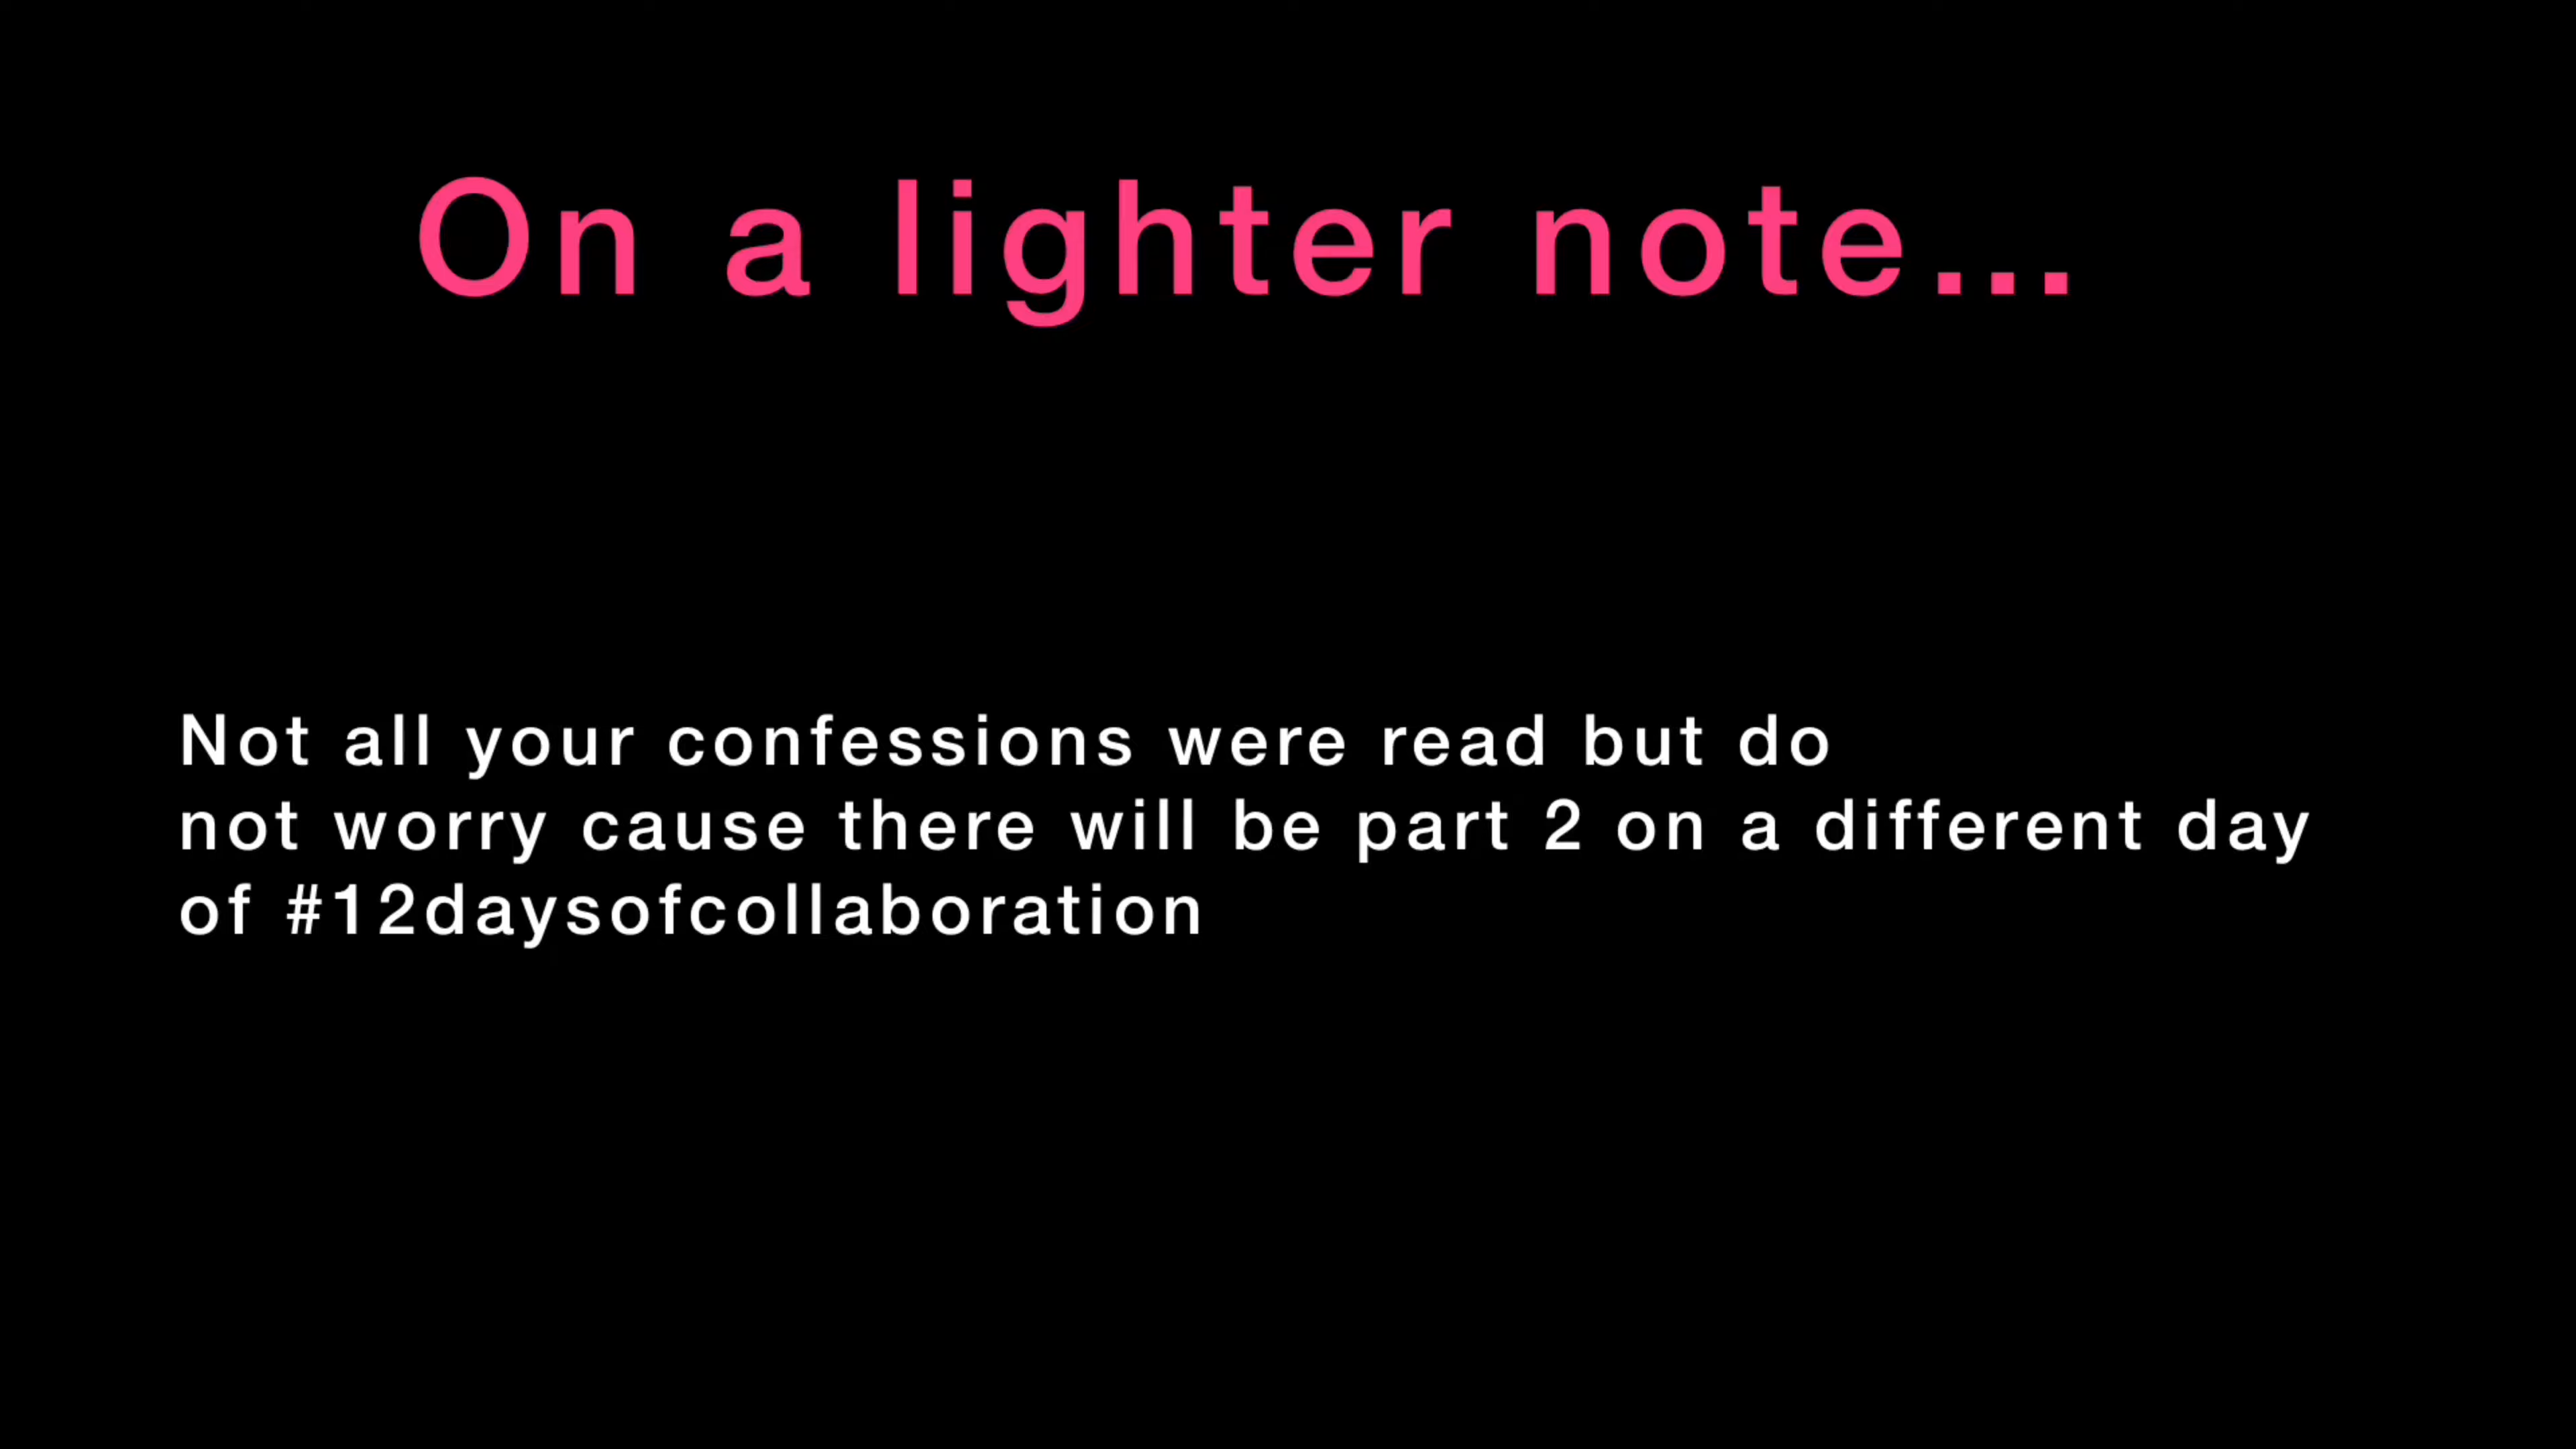 On a lighter note...
Not all your confessions were read but do
not worry cause there will be part 2 on a different day
of #12daysofcollaboration